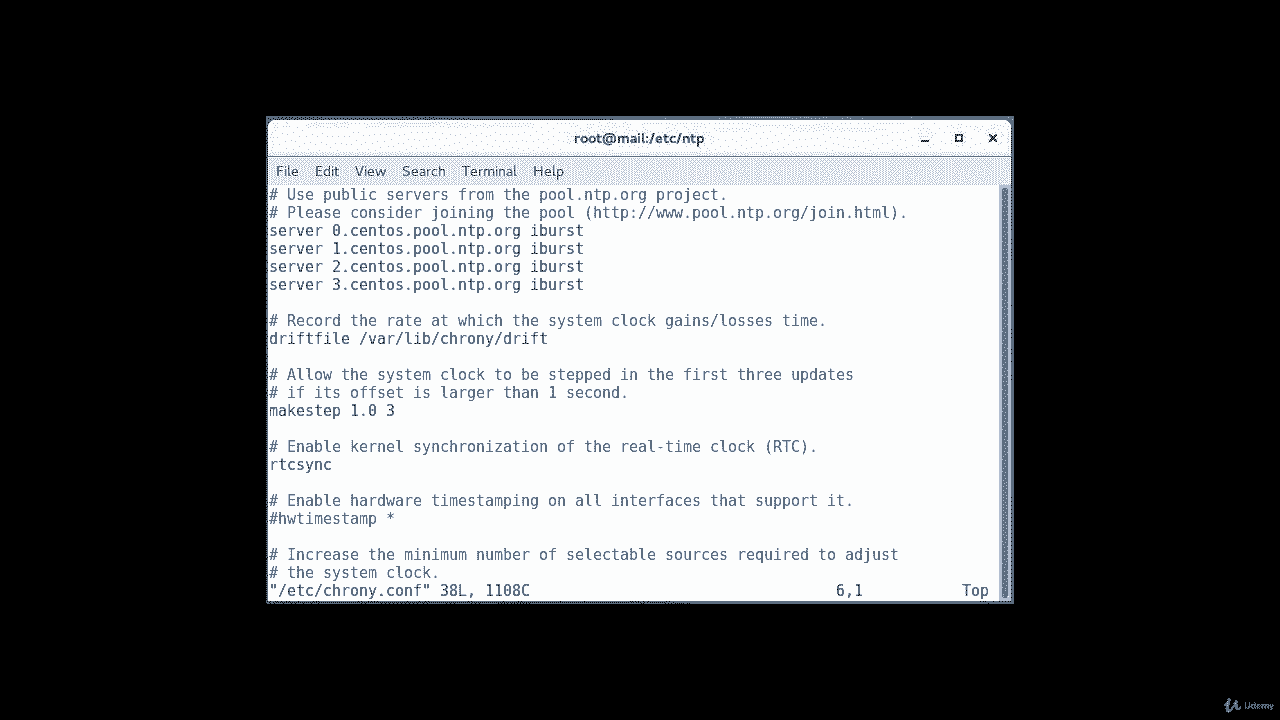 root@mail:/etc/ntp
File Edit View Search Terminal Help
# Use public servers from the pool.ntp.org project.
# Please consider joining the pool (http://www.pool.ntp.org/join.html).
server 0.centos.pool.ntp.org iburst
server 1.centos.pool.ntp.org iburst
server 2.centos.pool.ntp.org iburst
server 3.centos.pool.ntp.org iburst
# Record the rate at which the system clock gains/losses time.
driftfile /var/lib/chrony/drift
# Allow the system clock to be stepped in the first three updates
# if its offset is larger than 1 second.
makestep 1.0 3
# Enable kernel synchronization of the real-time clock (RTC).
rtcsync
# Enable hardware timestamping on all interfaces that support it.
#hwtimestamp *
# Increase the minimum number of selectable sources required to adjust
# the system clock.
"/etc/chrony.conf" 38L, 1108C 6,1 Top
Udemy